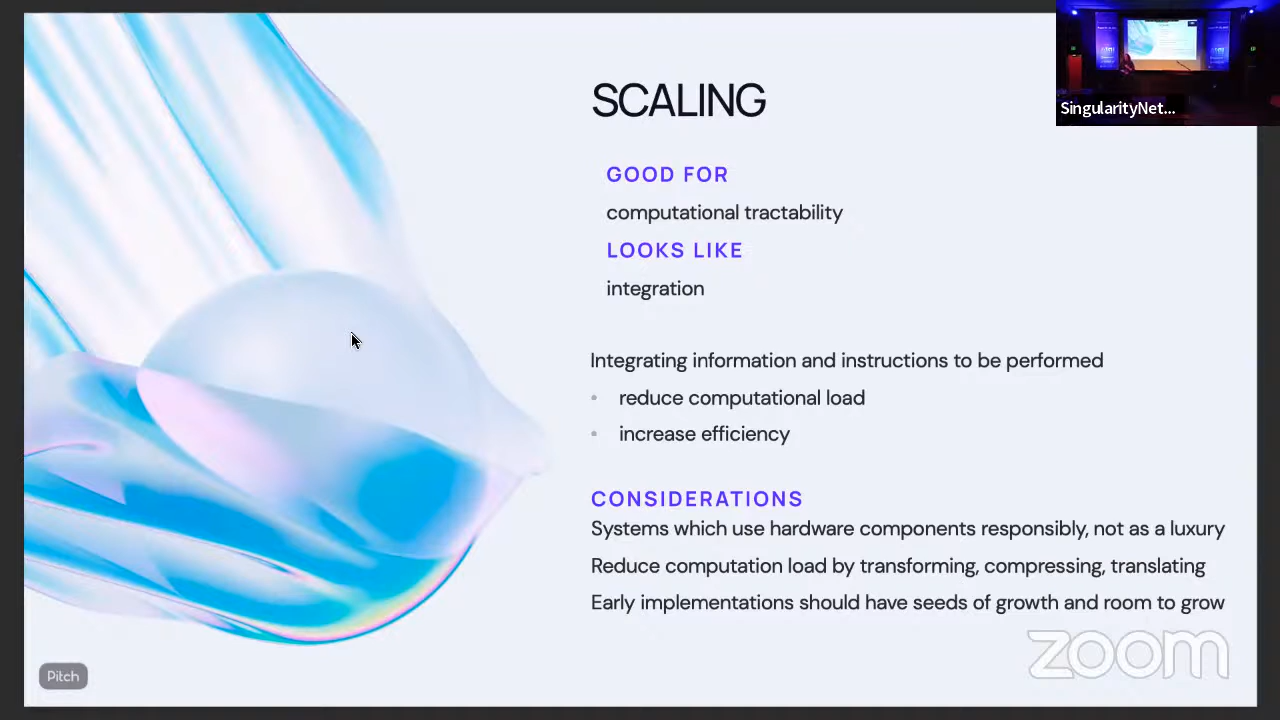 SCALING
SingularityNet...
GOOD FOR
computational tractability
LOOKS LIKE
integration
Integrating information and instructions to be performed
• reduce computational load
• increase efficiency
CONSIDERATIONS
Systems which use hardware components responsibly, not as a luxury
Reduce computation load by transforming, compressing, translating
Early implementations should have seeds of growth and room to grow
zoom
Pitch